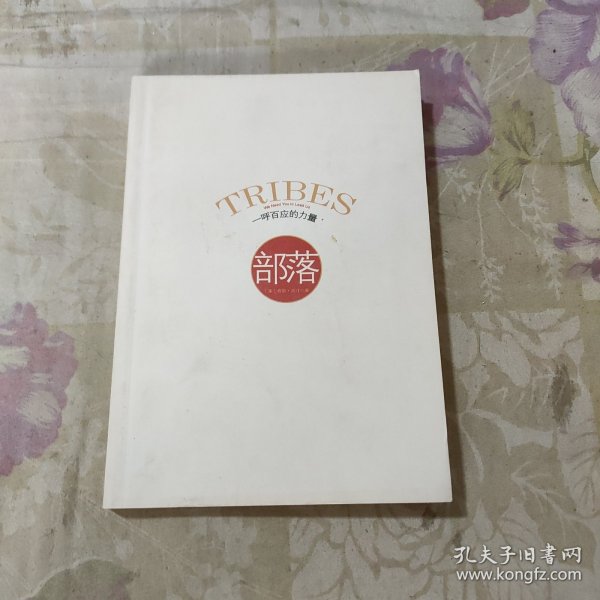 TRIBES
We Need You to Lead Us
一呼百应的力量
部落
孔夫子旧书网
www.kongfz.com